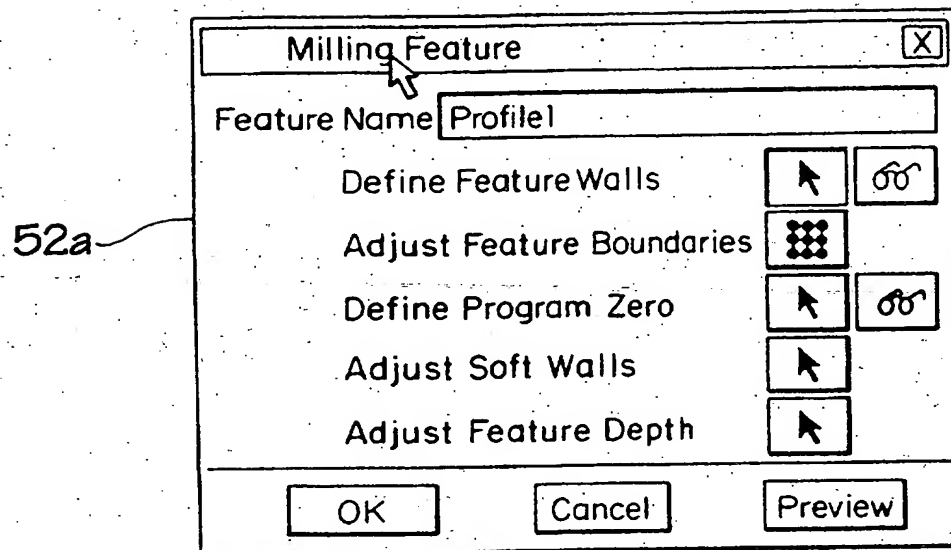 Milling Feature X
Feature Name Profile1
Define Feature Walls
52a
Adjust Feature Boundaries
Define Program Zero
Adjust Soft Walls
Adjust Feature Depth
OK Cancel Preview